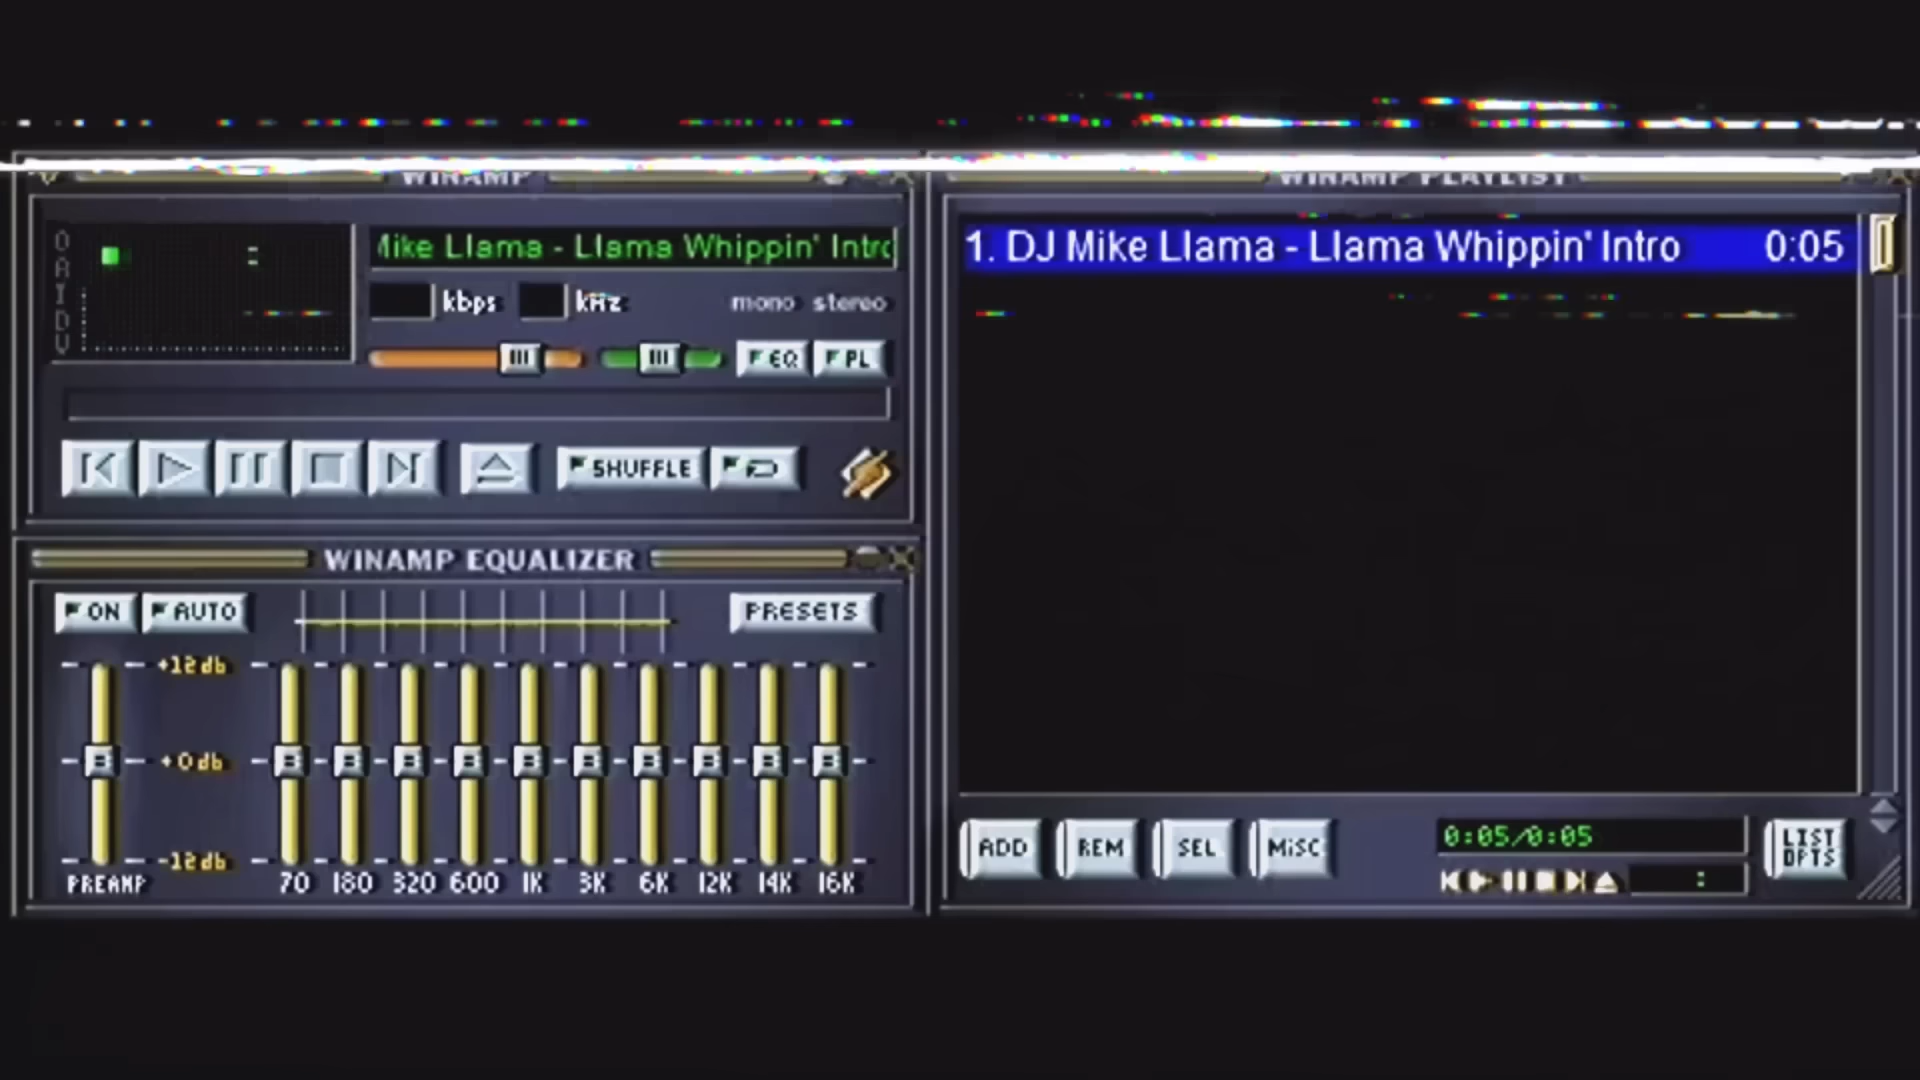 WINAMP
O
A
I
D
V
Mike Llama - Llama Whippin' Intro
kbps
kHz
mono stereo
EQ
PL
SHUFFLE
WINAMP EQUALIZER
ON
AUTO
PRESETS
+12db
+0db
-12db
PREAMP
70 180 320 600 1K 3K 6K 12K 14K 16K
WINAMP PLAYLIST
1. DJ Mike Llama - Llama Whippin' Intro 0:05
ADD
REM
SEL
MISC
0:05/0:05
:
LIST
OPTS